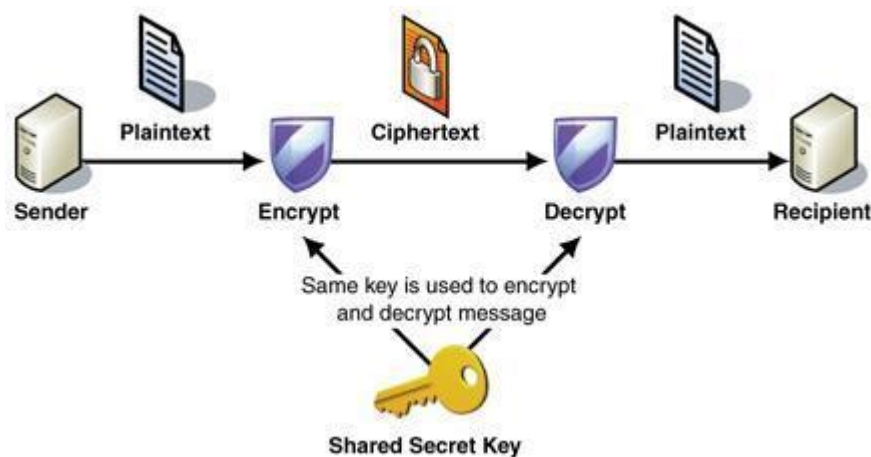 Plaintext
Ciphertext
Plaintext
Sender
Encrypt
Decrypt
Recipient
Same key is used to encrypt
and decrypt message
Shared Secret Key